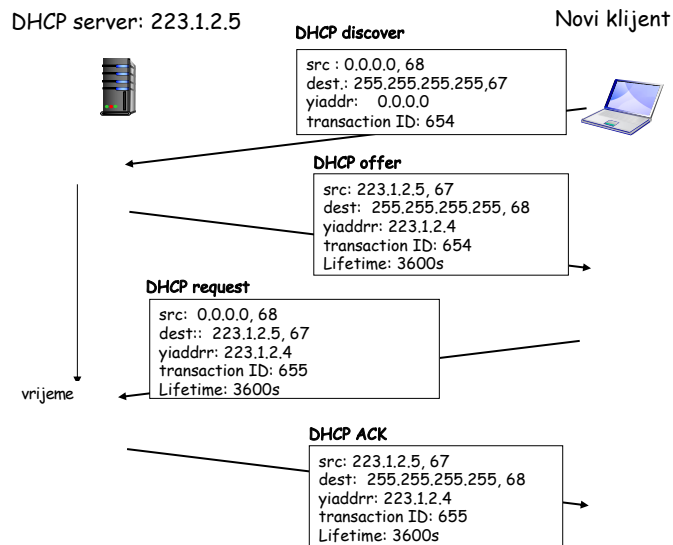 DHCP server: 223.1.2.5
Novi klijent
DHCP discover
src : 0.0.0.0, 68
dest.: 255.255.255.255,67
yiaddr: 0.0.0.0
transaction ID: 654
DHCP offer
src: 223.1.2.5, 67
dest: 255.255.255.255, 68
yiaddrr: 223.1.2.4
transaction ID: 654
Lifetime: 3600s
DHCP request
src: 0.0.0.0, 68
dest:: 223.1.2.5, 67
yiaddrr: 223.1.2.4
transaction ID: 655
Lifetime: 3600s
vrijeme
DHCP ACK
src: 223.1.2.5, 67
dest: 255.255.255.255, 68
yiaddrr: 223.1.2.4
transaction ID: 655
Lifetime: 3600s